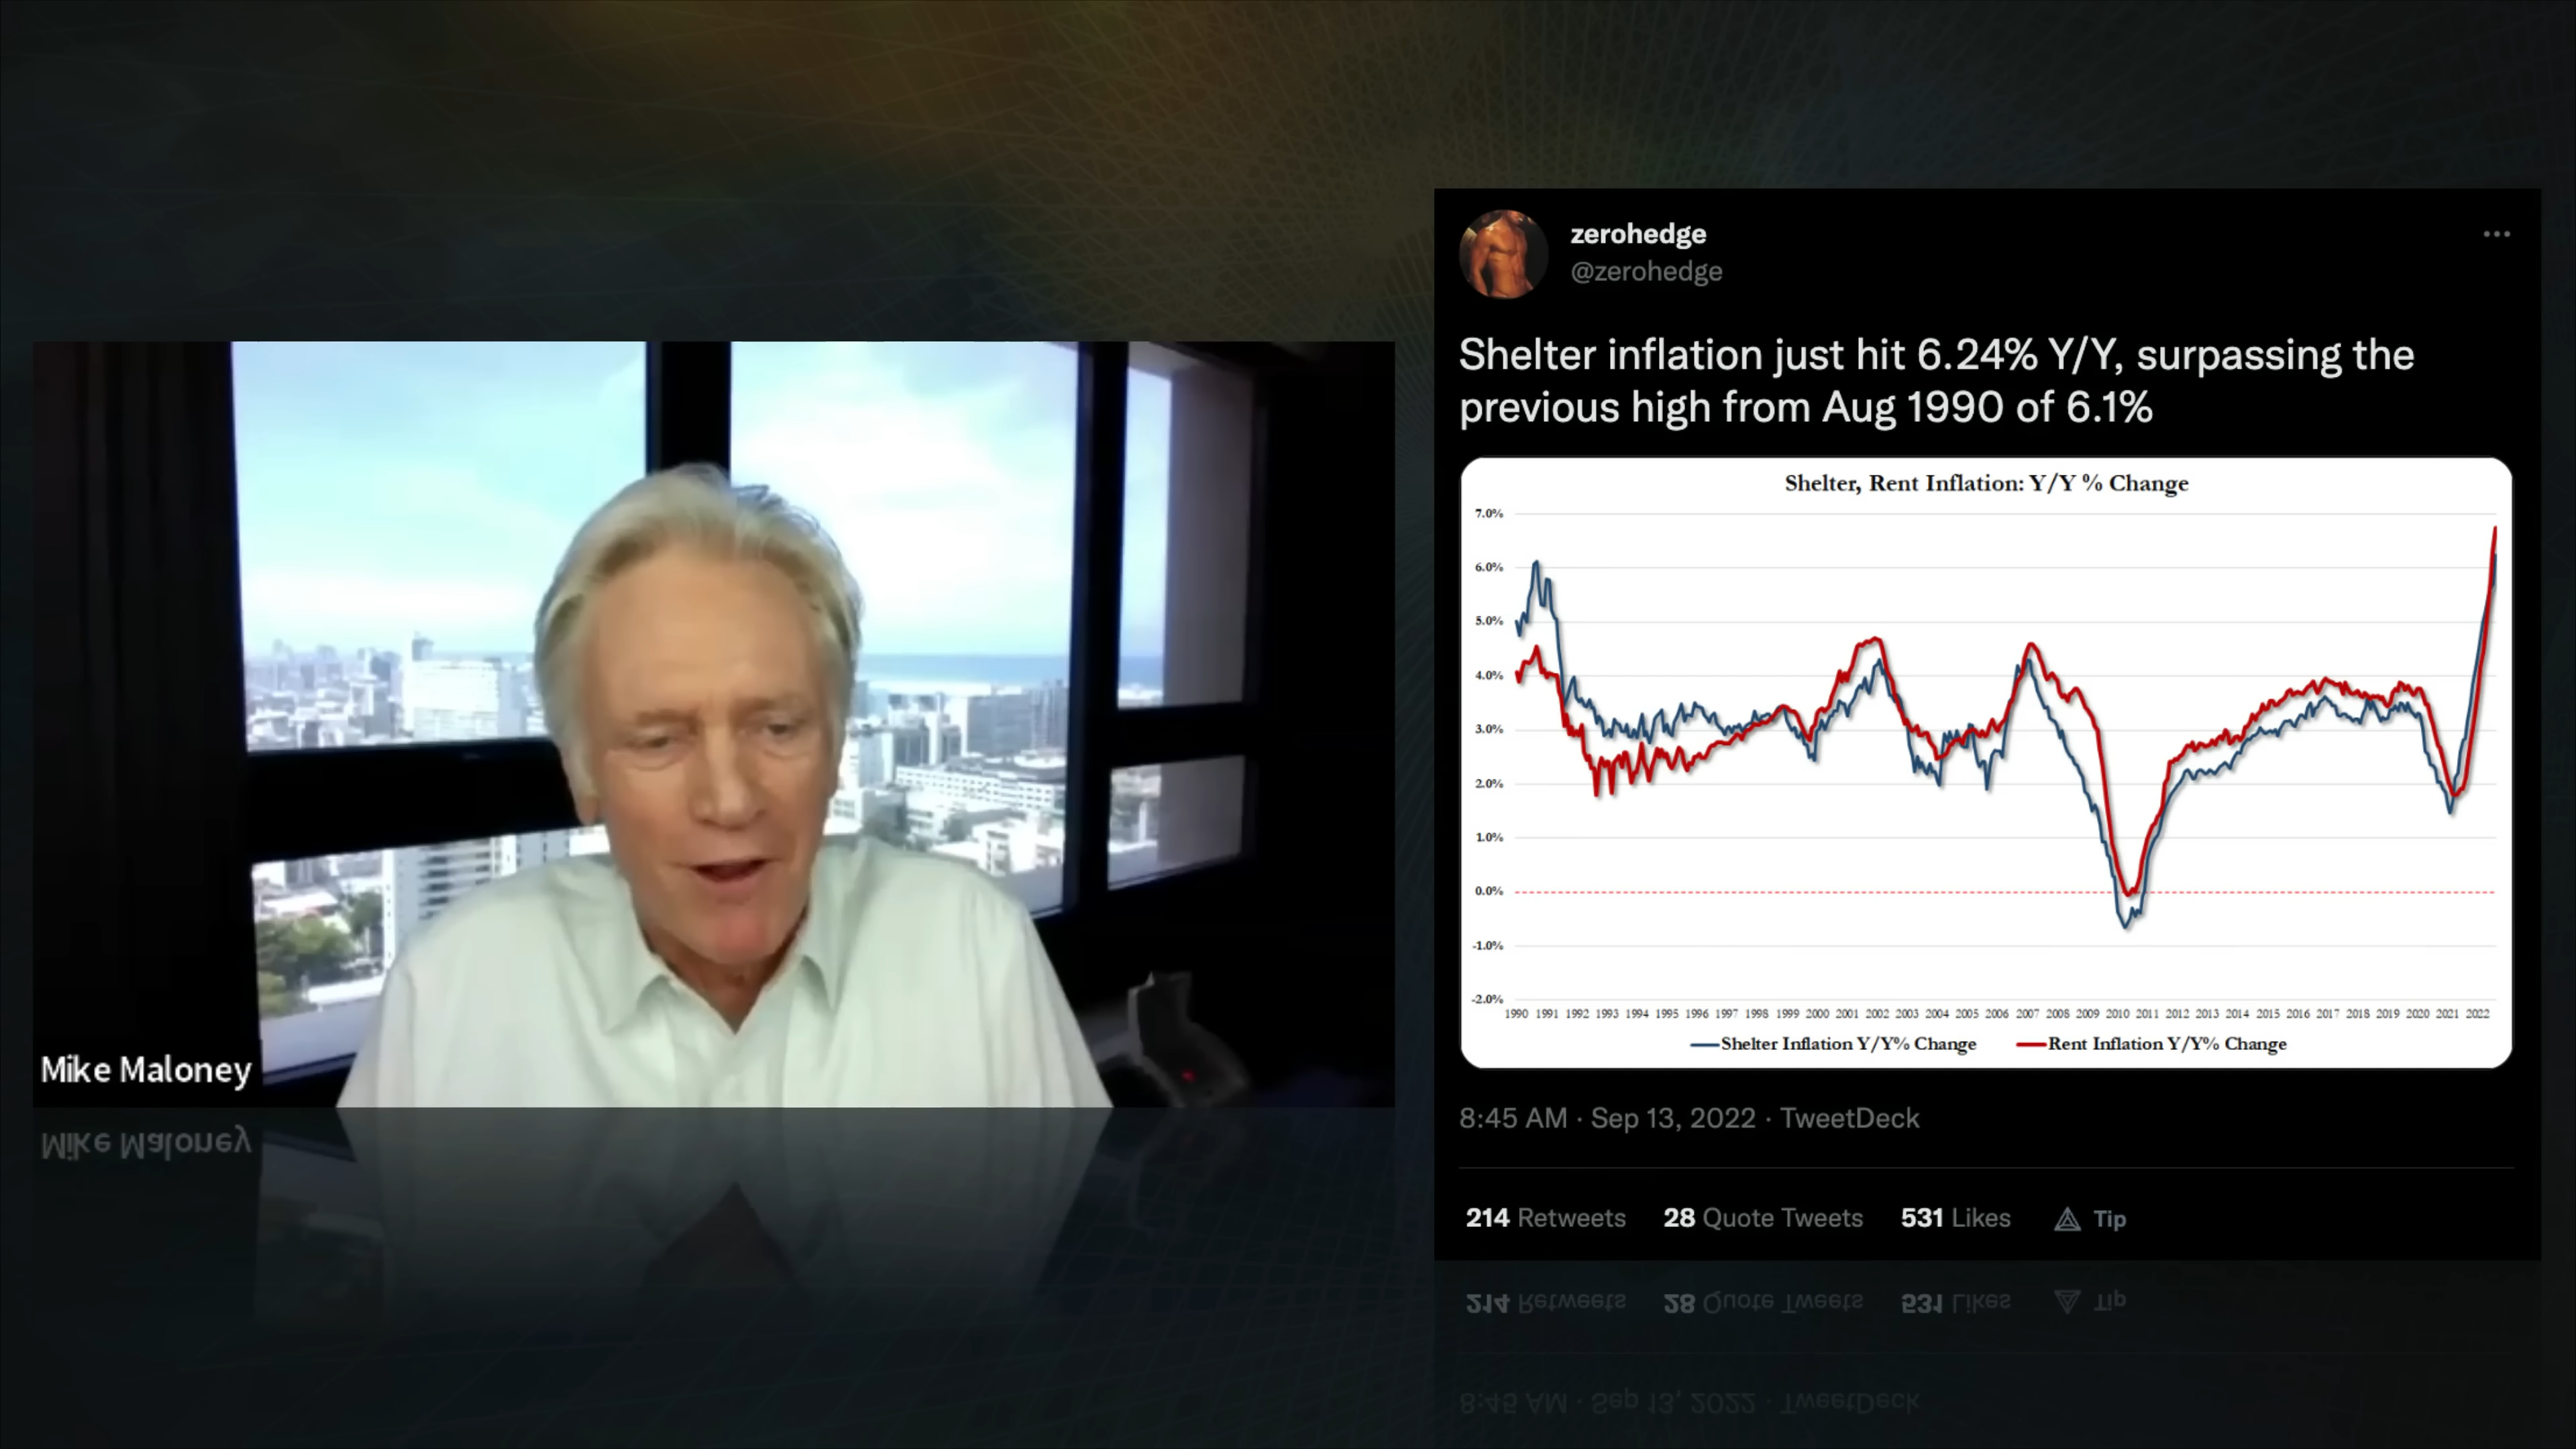 Mike Maloney
zerohedge
@zerohedge
Shelter inflation just hit 6.24% Y/Y, surpassing the
previous high from Aug 1990 of 6.1%
Shelter, Rent Inflation: Y/Y % Change
7.0%
6.0%
5.0%
4.0%
3.0%
2.0%
1.0%
0.0%
-1.0%
-2.0%
1990 1991 1992 1993 1994 1995 1996 1997 1998 1999 2000 2001 2002 2003 2004 2005 2006 2007 2008 2009 2010 2011 2012 2013 2014 2015 2016 2017 2018 2019 2020 2021 2022
Shelter Inflation Y/Y% Change Rent Inflation Y/Y% Change
8:45 AM · Sep 13, 2022 · TweetDeck
214 Retweets 28 Quote Tweets 531 Likes Tip